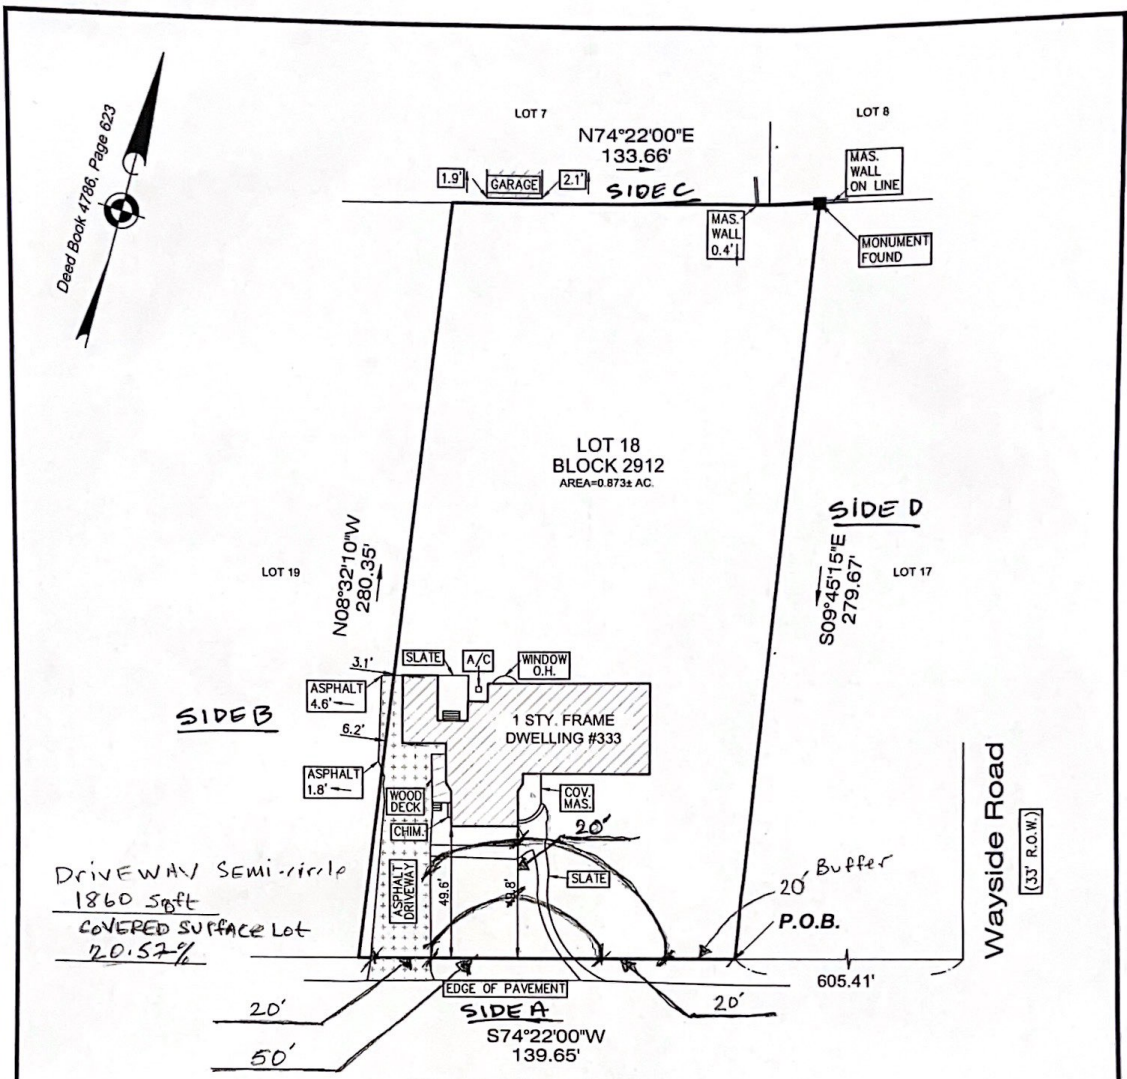 Deed Book 4786, Page 623
LOT 7
N74°22'00"E
133.66'
LOT 8
1.9'
GARAGE
2.1'
SIDE C
MAS.
WALL
ON LINE
MAS.
WALL
0.4'
MONUMENT
FOUND
LOT 18
BLOCK 2912
AREA=0.873± AC.
SIDE D
LOT 19
N08°32'10"W
280.35'
S09°45'15"E
279.67'
LOT 17
3.1'
SLATE
A/C
WINDOW
O.H.
ASPHALT
4.6'
SIDE B
6.2'
1 STY. FRAME
DWELLING #333
ASPHALT
1.8'
WOOD
DECK
COV.
MAS.
CHIM.
20'
Wayside Road
(33' R.O.W.)
DRIVEWAY Semi-circle
1860 Sqft
COVERED SURFACE Lot
20.57%
ASPHALT
DRIVEWAY
49.6'
49.8'
SLATE
20' Buffer
P.O.B.
605.41'
EDGE OF PAVEMENT
20'
SIDE A
20'
S74°22'00"W
139.65'
50'